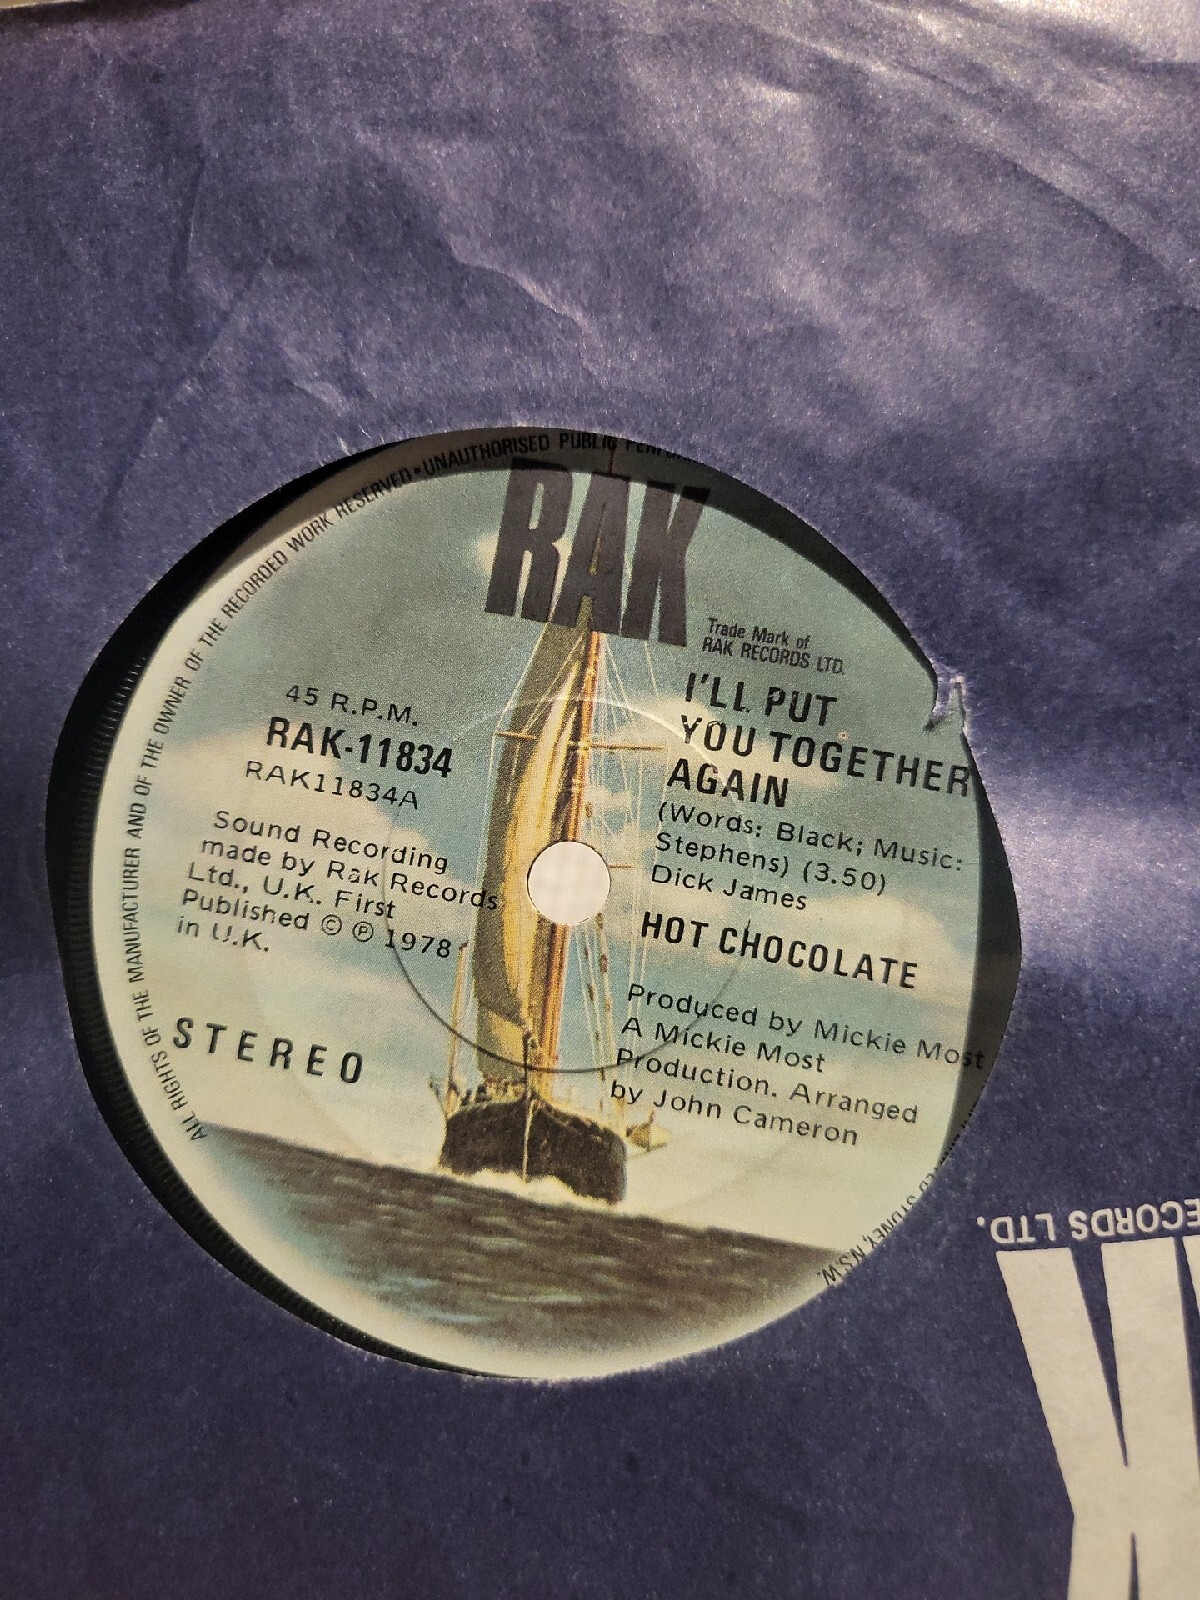 ALL RIGHTS OF THE MANUFACTURER AND OF THE OWNER OF THE RECORDED WORK RESERVED • UNAUTHORISED PUBLIC
RAK
Trade Mark of
RAK RECORDS LTD.
45 R.P.M.
RAK-11834
RAK11834A
Sound Recording
made by Rak Records
Ltd., U.K. First
Published © ℗ 1978
in U.K.
STEREO
I'LL PUT
YOU TOGETHER
AGAIN
(Words: Black; Music:
Stephens) (3.50)
Dick James
HOT CHOCOLATE
Produced by Mickie Most
A Mickie Most
Production. Arranged
by John Cameron
SYDNEY, N.S.W.
LTD.